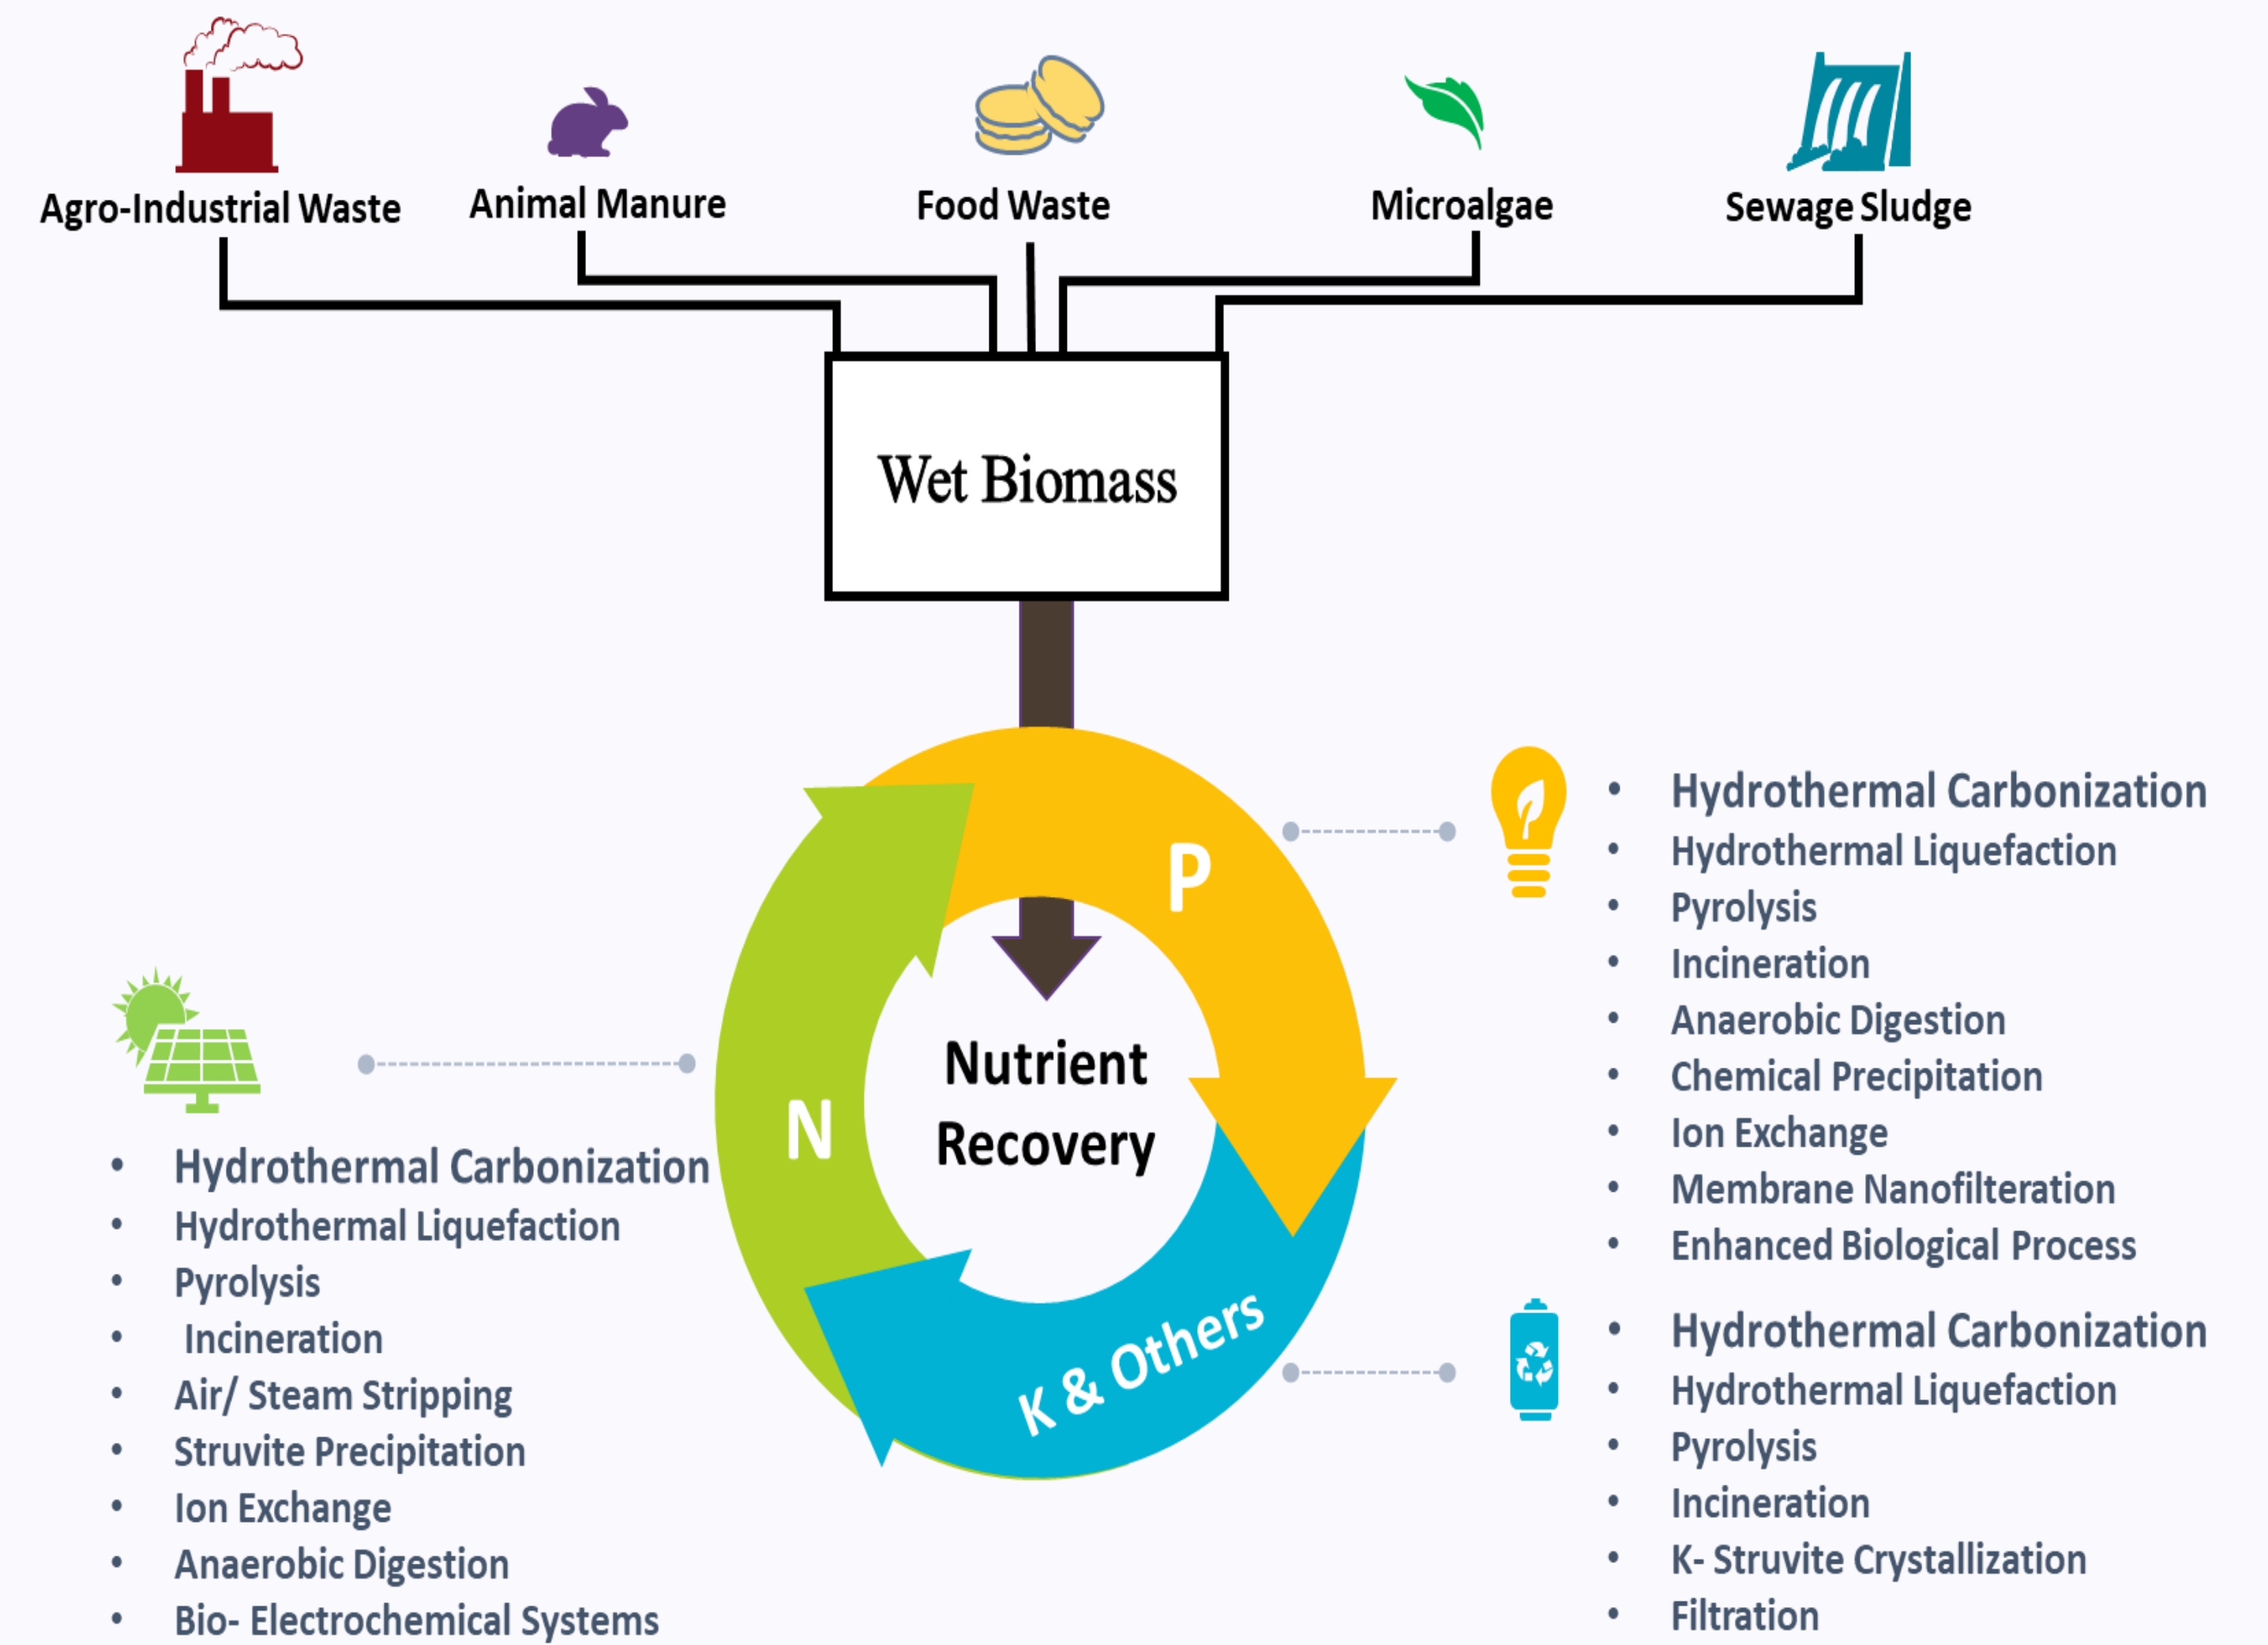 Agro-Industrial Waste
Animal Manure
Food Waste
Microalgae
Sewage Sludge
Wet Biomass
P
N
K & Others
Nutrient
Recovery
• Hydrothermal Carbonization
• Hydrothermal Liquefaction
• Pyrolysis
• Incineration
• Anaerobic Digestion
• Chemical Precipitation
• Ion Exchange
• Membrane Nanofilteration
• Enhanced Biological Process
• Hydrothermal Carbonization
• Hydrothermal Liquefaction
• Pyrolysis
• Incineration
• K- Struvite Crystallization
• Filtration
• Hydrothermal Carbonization
• Hydrothermal Liquefaction
• Pyrolysis
• Incineration
• Air/ Steam Stripping
• Struvite Precipitation
• Ion Exchange
• Anaerobic Digestion
• Bio- Electrochemical Systems